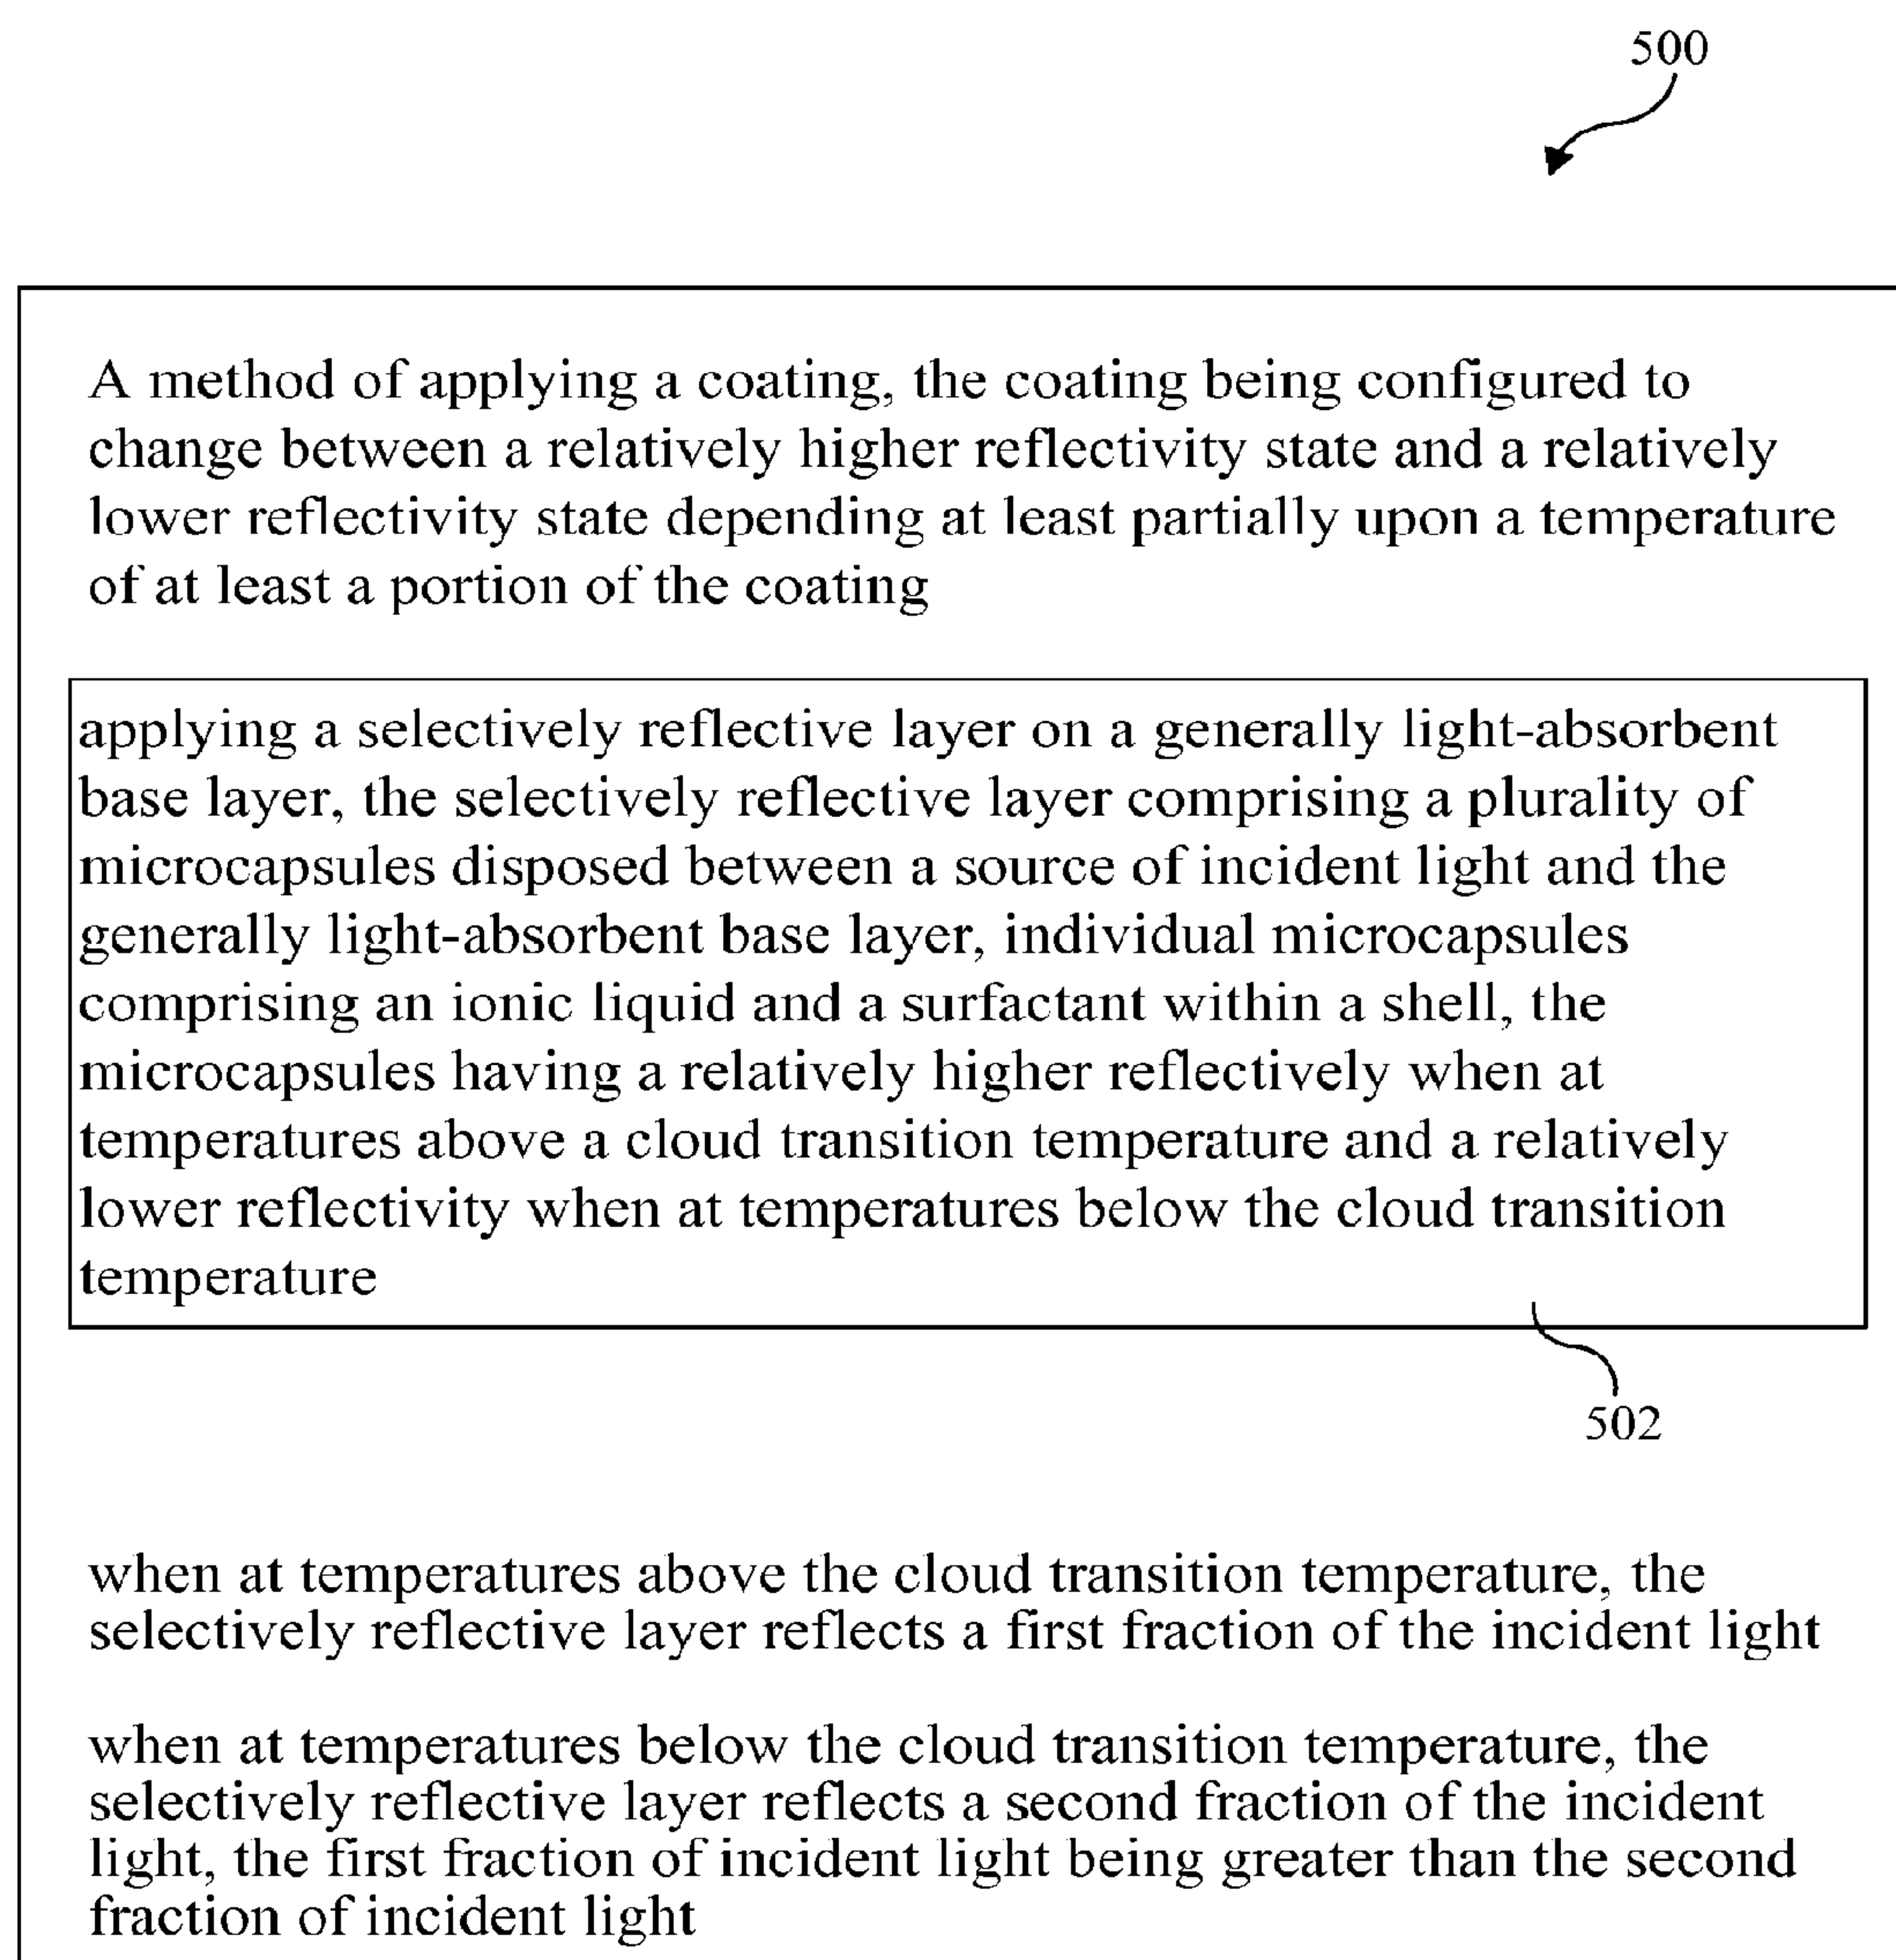 500
A method of applying a coating, the coating being configured to
change between a relatively higher reflectivity state and a relatively
lower reflectivity state depending at least partially upon a temperature
of at least a portion of the coating
applying a selectively reflective layer on a generally light-absorbent
base layer, the selectively reflective layer comprising a plurality of
microcapsules disposed between a source of incident light and the
generally light-absorbent base layer, individual microcapsules
comprising an ionic liquid and a surfactant within a shell, the
microcapsules having a relatively higher reflectively when at
temperatures above a cloud transition temperature and a relatively
lower reflectivity when at temperatures below the cloud transition
temperature
502
when at temperatures above the cloud transition temperature, the
selectively reflective layer reflects a first fraction of the incident light
when at temperatures below the cloud transition temperature, the
selectively reflective layer reflects a second fraction of the incident
light, the first fraction of incident light being greater than the second
fraction of incident light